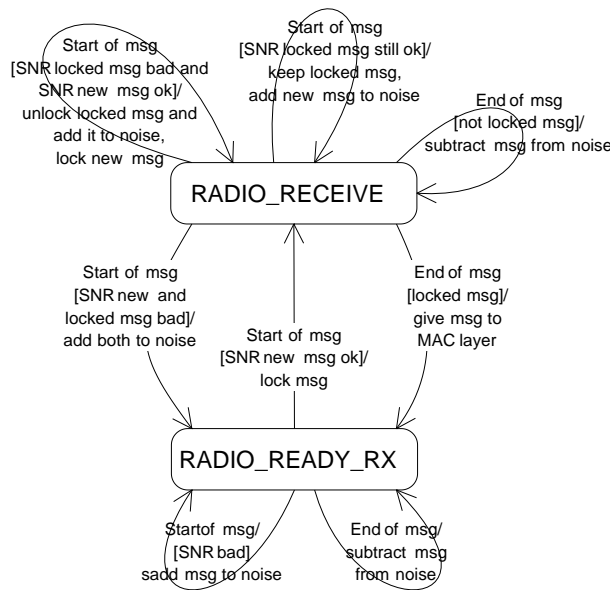 Start of msg
[SNR locked msg bad and
SNR new msg ok]/
unlock locked msg and
add it to noise,
lock new msg
Start of msg
[SNR locked msg still ok]/
keep locked msg,
add new msg to noise
End of msg
[not locked msg]/
subtract msg from noise
RADIO_RECEIVE
Start of msg
[SNR new and
locked msg bad]/
add both to noise
Start of msg
[SNR new msg ok]/
lock msg
End of msg
[locked msg]/
give msg to
MAC layer
RADIO_READY_RX
Startof msg/
[SNR bad]
sadd msg to noise
End of msg/
subtract msg
from noise